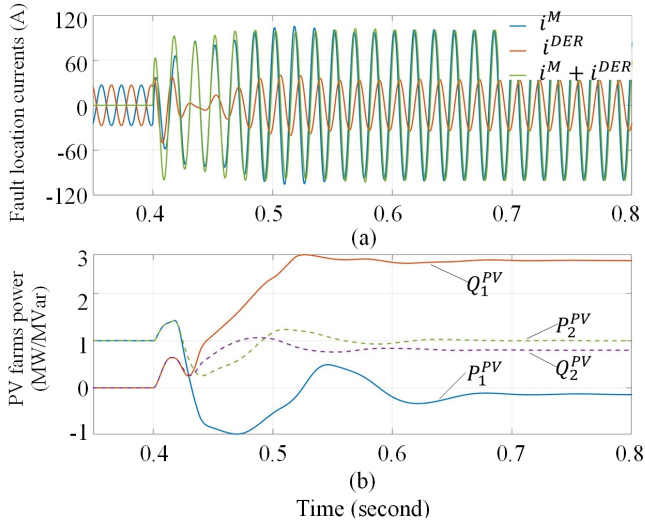 (a)
Fault location currents (A)
120
60
0
-60
-120
i^M
i^DER
i^M + i^DER
0.4 0.5 0.6 0.7 0.8
(a)
PV farms power
(MW/MVar)
3
2
1
0
-1
Q_1^PV
P_2^PV
Q_2^PV
P_1^PV
0.4 0.5 0.6 0.7 0.8
(b)
Time (second)